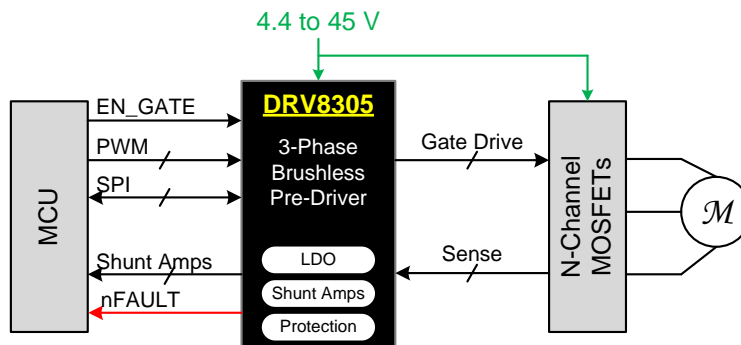 4.4 to 45 V
MCU
EN_GATE
PWM
SPI
Shunt Amps
nFAULT
DRV8305
3-Phase
Brushless
Pre-Driver
LDO
Shunt Amps
Protection
Gate Drive
Sense
N-Channel
MOSFETs
M